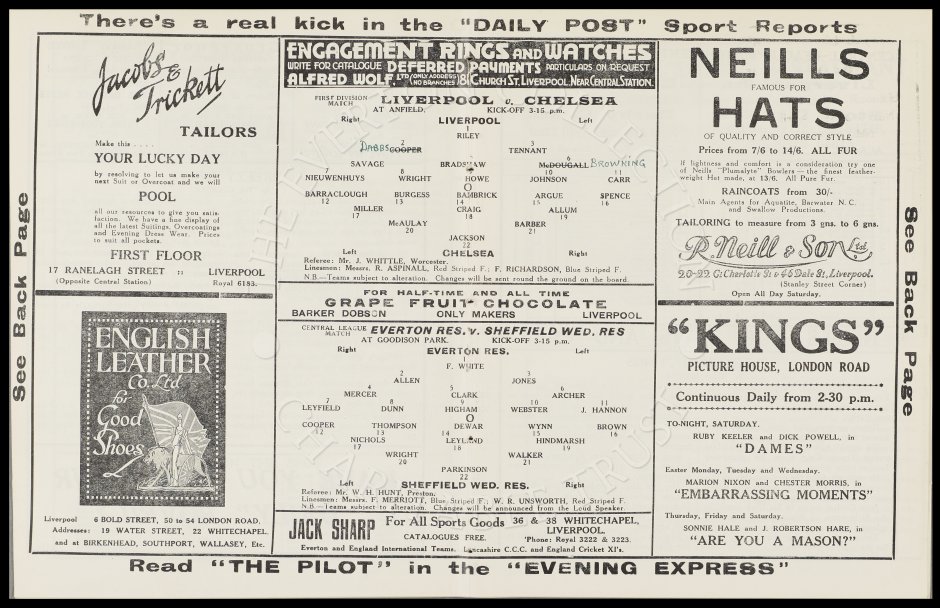 There's a real kick in the "DAILY POST" Sport Reports
See Back Page
Jacobs & Trickett
TAILORS
Make this ....
YOUR LUCKY DAY
by resolving to let us make your
next Suit or Overcoat and we will
POOL
all our resources to give you satis-
faction. We have a huge display of
all the latest Suitings, Overcoatings
and Evening Dress Wear. Prices
to suit all pockets.
FIRST FLOOR
17 RANELAGH STREET :: LIVERPOOL
(Opposite Central Station) Royal 6183.
ENGLISH
LEATHER
Co. Ltd
for
Good
Shoes
Liverpool 6 BOLD STREET, 50 to 54 LONDON ROAD,
Addresses: 19 WATER STREET, 22 WHITECHAPEL,
and at BIRKENHEAD, SOUTHPORT, WALLASEY, Etc.
ENGAGEMENT RINGS AND WATCHES
WRITE FOR CATALOGUE DEFERRED PAYMENTS PARTICULARS ON REQUEST
ALFRED WOLF LTD (ONLY ADDRESS NO BRANCHES) 81 CHURCH ST. LIVERPOOL. NEAR CENTRAL STATION.
FIRST DIVISION MATCH LIVERPOOL v. CHELSEA
AT ANFIELD, KICK-OFF 3-15 p.m.
Right LIVERPOOL Left
1
RILEY
2 3
DABBS COOPER TENNANT
4 5 6
SAVAGE BRADSHAW McDOUGALL BROWNING
7 8 9 10 11
NIEUWENHUYS WRIGHT HOWE JOHNSON CARR
O
BARRACLOUGH BURGESS BAMBRICK ARGUE SPENCE
12 13 14 15 16
MILLER CRAIG ALLUM
17 18 19
McAULAY BARBER
20 21
JACKSON
22
Left CHELSEA Right
Referee: Mr. J. WHITTLE, Worcester.
Linesmen: Messrs. R. ASPINALL, Red Striped F.; F. RICHARDSON, Blue Striped F.
N.B.—Teams subject to alteration. Changes will be sent round the ground on the board.
FOR HALF-TIME AND ALL TIME
GRAPE FRUIT CHOCOLATE
BARKER DOBSON ONLY MAKERS LIVERPOOL
CENTRAL LEAGUE MATCH EVERTON RES. v. SHEFFIELD WED. RES
AT GOODISON PARK. KICK-OFF 3-15 p.m.
Right EVERTON RES. Left
1
F. WHITE
2 3
ALLEN JONES
4 5 6
MERCER CLARK ARCHER
7 8 9 10 11
LEYFIELD DUNN HIGHAM WEBSTER J. HANNON
O
COOPER THOMPSON DEWAR WYNN BROWN
12 13 14 15 16
NICHOLS LEYLAND HINDMARSH
17 18 19
WRIGHT WALKER
20 21
PARKINSON
22
Left SHEFFIELD WED. RES. Right
Referee: Mr. W. H. HUNT, Preston.
Linesmen: Messrs. F. MERRIOTT, Blue Striped F.; W. R. UNSWORTH, Red Striped F.
N.B.—Teams subject to alteration. Changes will be announced from the Loud Speaker.
JACK SHARP For All Sports Goods 36 & 38 WHITECHAPEL,
LIVERPOOL.
CATALOGUES FREE. 'Phone: Royal 3222 & 3223.
Everton and England International Teams. Lancashire C.C.C. and England Cricket XI's.
NEILLS
FAMOUS FOR
HATS
OF QUALITY AND CORRECT STYLE
Prices from 7/6 to 14/6. ALL FUR
If lightness and comfort is a consideration try one
of Neills "Plumalyte" Bowlers—the finest feather-
weight Hat made, at 13/6. All Pure Fur.
RAINCOATS from 30/-
Main Agents for Aquatite, Barwater N.C.
and Swallow Productions.
TAILORING to measure from 3 gns. to 6 gns.
R. Neill & Son Ltd.
20-22 Gt. Charlotte St & 46 Dale St, Liverpool.
(Stanley Street Corner)
Open All Day Saturday.
"KINGS"
PICTURE HOUSE, LONDON ROAD
Continuous Daily from 2-30 p.m.
TO-NIGHT, SATURDAY.
RUBY KEELER and DICK POWELL, in
"DAMES"
Easter Monday, Tuesday and Wednesday.
MARION NIXON and CHESTER MORRIS, in
"EMBARRASSING MOMENTS"
Thursday, Friday and Saturday.
SONNIE HALE and J. ROBERTSON HARE, in
"ARE YOU A MASON?"
See Back Page
Read "THE PILOT" in the "EVENING EXPRESS"